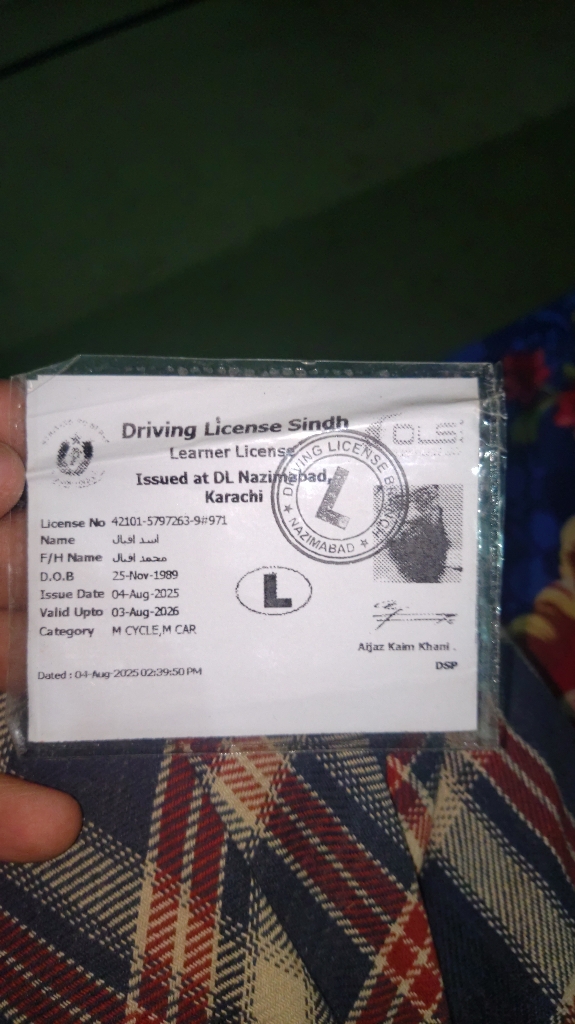 Driving License Sindh
Learner License
Issued at DL Nazimabad,
Karachi
DLS
DRIVING LICENSE BRANCH
L
NAZIMABAD
License No 42101-5797263-9#971
Name اسد اقبال
F/H Name محمد اقبال
D.O.B 25-Nov-1989
Issue Date 04-Aug-2025
Valid Upto 03-Aug-2026
Category M CYCLE,M CAR
L
Aijaz Kaim Khani .
DSP
Dated : 04-Aug-2025 02:39:50 PM